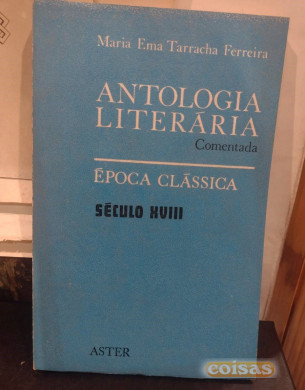 Maria Ema Tarracha Ferreira
ANTOLOGIA
LITERÁRIA
Comentada
ÉPOCA CLÁSSICA
SÉCULO XVIII
ASTER
coisas